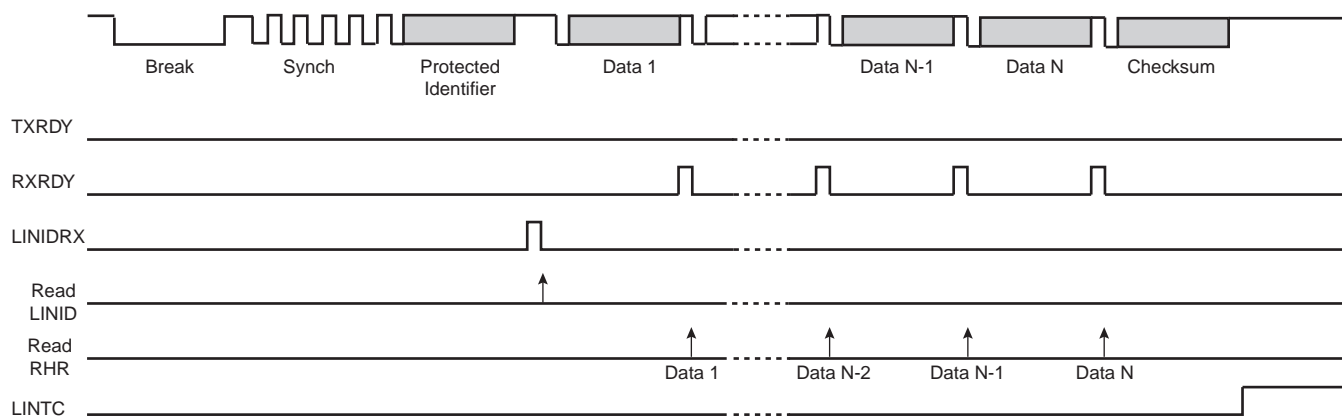 Break
Synch
Protected
Identifier
Data 1
Data N-1
Data N
Checksum
TXRDY
RXRDY
LINIDRX
Read
LINID
Read
RHR
Data 1
Data N-2
Data N-1
Data N
LINTC